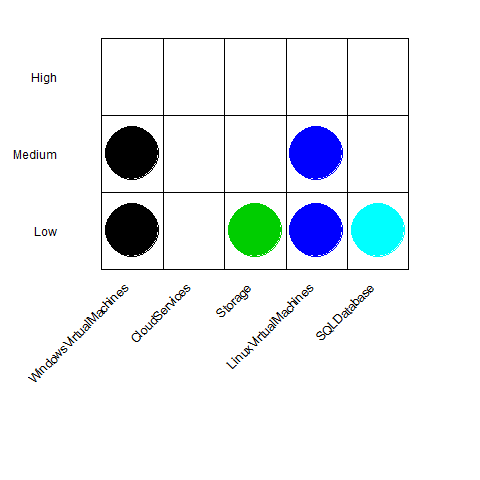 High
Medium
Low
WindowsVirtualMachines
CloudServices
Storage
LinuxVirtualMachines
SQLDatabase